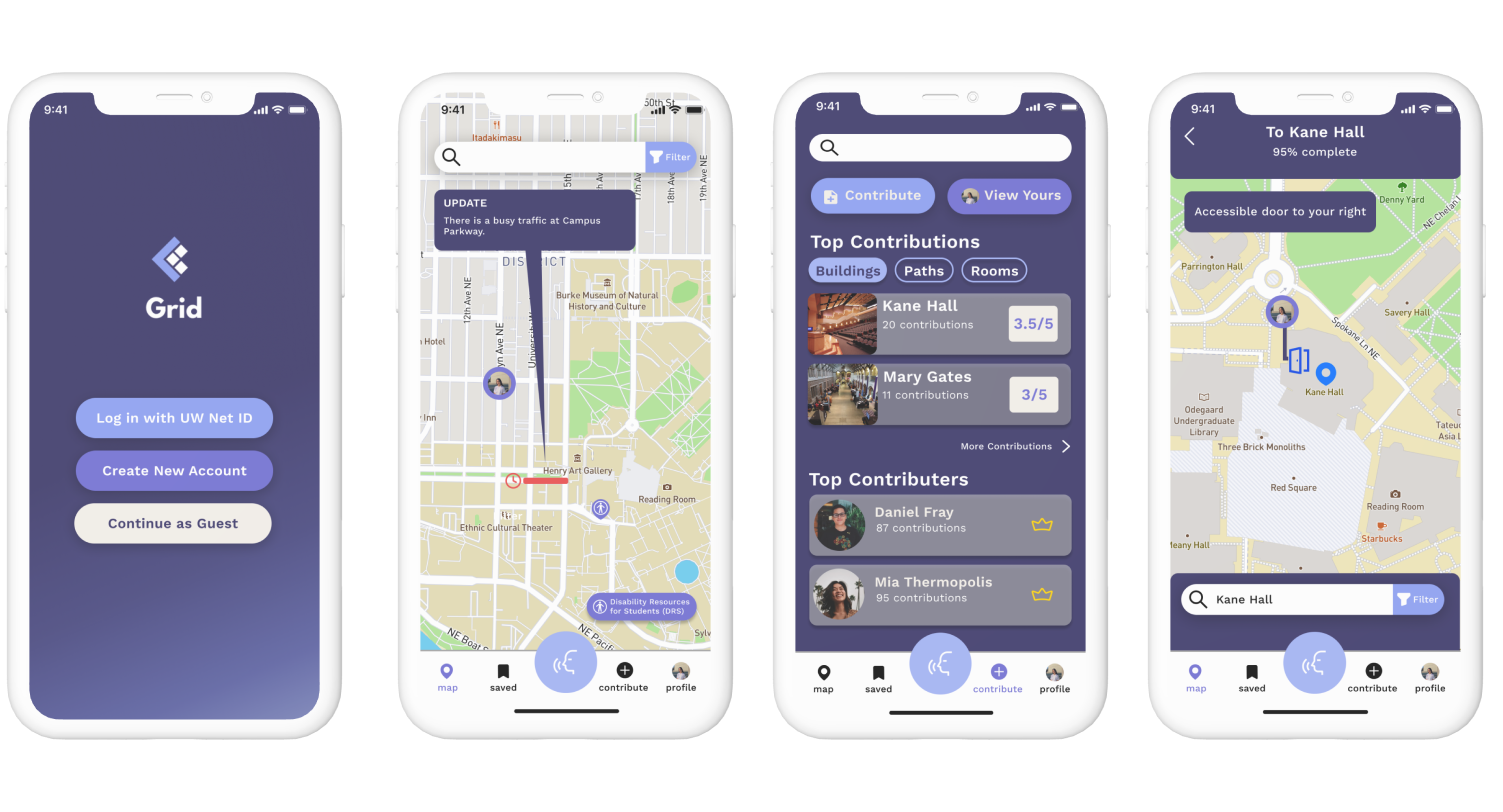 9:41
Grid
Log in with UW Net ID
Create New Account
Continue as Guest
9:41
50th St
Itadakimasu
Filter
15th
Av
17th A
18th Av
19th Ave NE
UPDATE
There is a busy traffic at Campus
Parkway.
DISTRICT
12th Ave NE
Burke Museum of Natural
History and Culture
Hotel
yn Ave NE
University W
Inn
Henry Art Gallery
Reading Room
Ethnic Cultural Theater
Disability Resources
for Students (DRS)
NE Boat S
NE Pacific
Sylv
map
saved
contribute
profile
9:41
Contribute
View Yours
Top Contributions
Buildings
Paths
Rooms
Kane Hall
20 contributions
3.5/5
Mary Gates
11 contributions
3/5
More Contributions
Top Contributers
Daniel Fray
87 contributions
Mia Thermopolis
95 contributions
map
saved
contribute
profile
9:41
To Kane Hall
95% complete
Denny Yard
Accessible door to your right
NE Chelan
Parrington Hall
Savery Hall
Spokane Ln NE
Kane Hall
Odegaard
Undergraduate
Library
Three Brick Monoliths
Tateuc
Asia L
Red Square
Reading Room
Starbucks
Meany Hall
Kane Hall
Filter
map
saved
contribute
profile